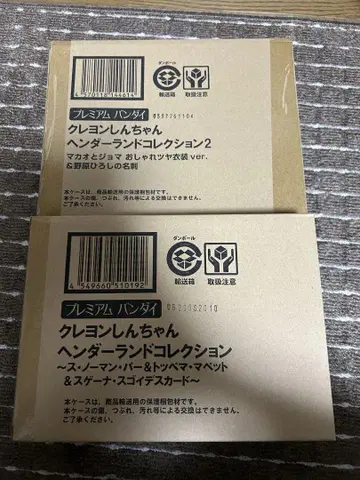 4 570118 144614
ダンボール
輸送箱
取扱注意
プレミアム バンダイ
クレヨンしんちゃん
ヘンダーランドコレクション2
マカオとジョマ おしゃれツヤ衣装ver.
&野原ひろしの名刺
本ケースは、商品輸送用の保護梱包材です。
本ケースの傷、つぶれ、汚れ等による交換はできません。
ご了承ください。
4 549660 510192
ダンボール
輸送箱
取扱注意
プレミアム バンダイ
クレヨンしんちゃん
ヘンダーランドコレクション
～ス・ノーマン・パー&トッペマ・マペット
&スゲーナ・スゴイデスカード～
本ケースは、商品輸送用の保護梱包材です。
本ケースの傷、つぶれ、汚れ等による交換はできません。
ご了承ください。